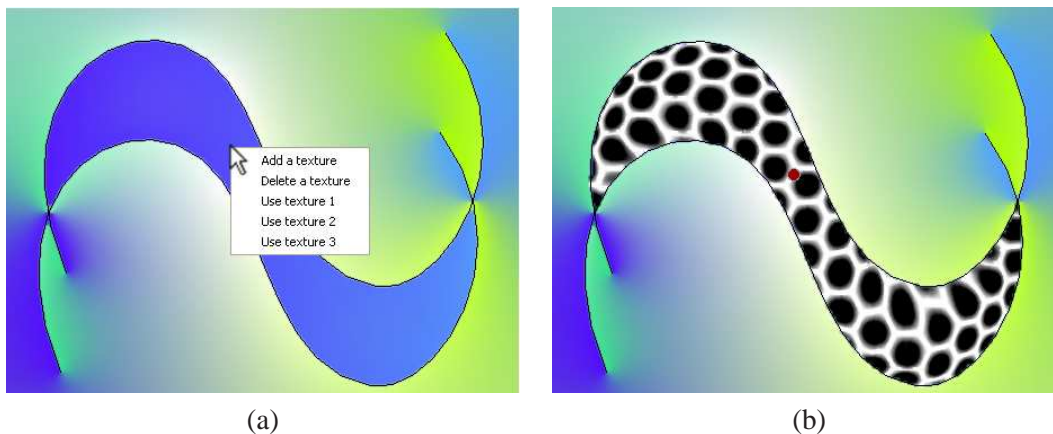 Add a texture
Delete a texture
Use texture 1
Use texture 2
Use texture 3
(a)
(b)